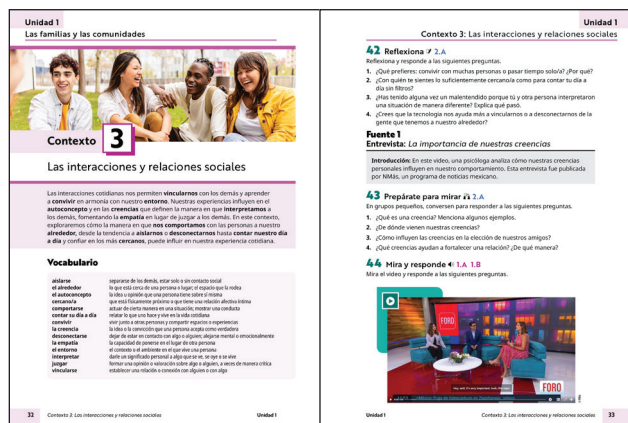 Unidad 1
Las familias y las comunidades
Contexto 3
Las interacciones y relaciones sociales
Las interacciones cotidianas nos permiten vincularnos con los demás y aprender
a convivir en armonía con nuestro entorno. Nuestras experiencias influyen en el
autoconcepto y en las creencias que definen la manera en que interpretamos a
los demás, fomentando la empatía en lugar de juzgar a los demás. En este contexto,
exploraremos cómo la manera en que nos comportamos con las personas a nuestro
alrededor, desde la tendencia a aislarnos o desconectarnos hasta contar nuestro día
a día y confiar en los más cercanos, puede influir en nuestra experiencia cotidiana.
Vocabulario
aislarse separarse de los demás, estar solo o sin contacto social
el alrededor lo que está cerca de una persona o lugar; el espacio que la rodea
el autoconcepto la idea u opinión que una persona tiene sobre sí misma
cercano/a que está físicamente próximo o que tiene una relación afectiva íntima
comportarse actuar de cierta manera en una situación; mostrar una conducta
contar su día a día relatar lo que uno hace y vive en la vida cotidiana
convivir vivir junto a otras personas y compartir espacios o experiencias
la creencia la idea o la convicción que una persona acepta como verdadera
desconectarse dejar de estar en contacto con algo o alguien; alejarse mental o emocionalmente
la empatía la capacidad de ponerse en el lugar de otra persona
el entorno el contexto o el ambiente en el que vive una persona
interpretar darle un significado personal a algo que se ve, se oye o se vive
juzgar formar una opinión o valoración sobre algo o alguien, a veces de manera crítica
vincularse establecer una relación o conexión con alguien o con algo
32 Contexto 3: Las interacciones y relaciones sociales Unidad 1
Unidad 1
Contexto 3: Las interacciones y relaciones sociales
42 Reflexiona 2.A
Reflexiona y responde a las siguientes preguntas.
1. ¿Qué prefieres: convivir con muchas personas o pasar tiempo solo/a? ¿Por qué?
2. ¿Con quién te sientes lo suficientemente cercano/a como para contar tu día a
día sin filtros?
3. ¿Has tenido alguna vez un malentendido porque tú y otra persona interpretaron
una situación de manera diferente? Explica qué pasó.
4. ¿Crees que la tecnología nos ayuda más a vincularnos o a desconectarnos de la
gente que tenemos a nuestro alrededor?
Fuente 1
Entrevista: La importancia de nuestras creencias
Introducción: En este video, una psicóloga analiza cómo nuestras creencias
personales influyen en nuestro comportamiento. Esta entrevista fue publicada
por NMás, un programa de noticias mexicano.
43 Prepárate para mirar 2.A
En grupos pequeños, conversen para responder a las siguientes preguntas.
1. ¿Qué es una creencia? Menciona algunos ejemplos.
2. ¿De dónde vienen nuestras creencias?
3. ¿Cómo influyen las creencias en la elección de nuestros amigos?
4. ¿Qué creencias ayudan a fortalecer una relación? ¿De qué manera?
44 Mira y responde 1.A 1.B
Mira el video y responde a las siguientes preguntas.
FORO
FORO
Unidad 1 Contexto 3: Las interacciones y relaciones sociales 33